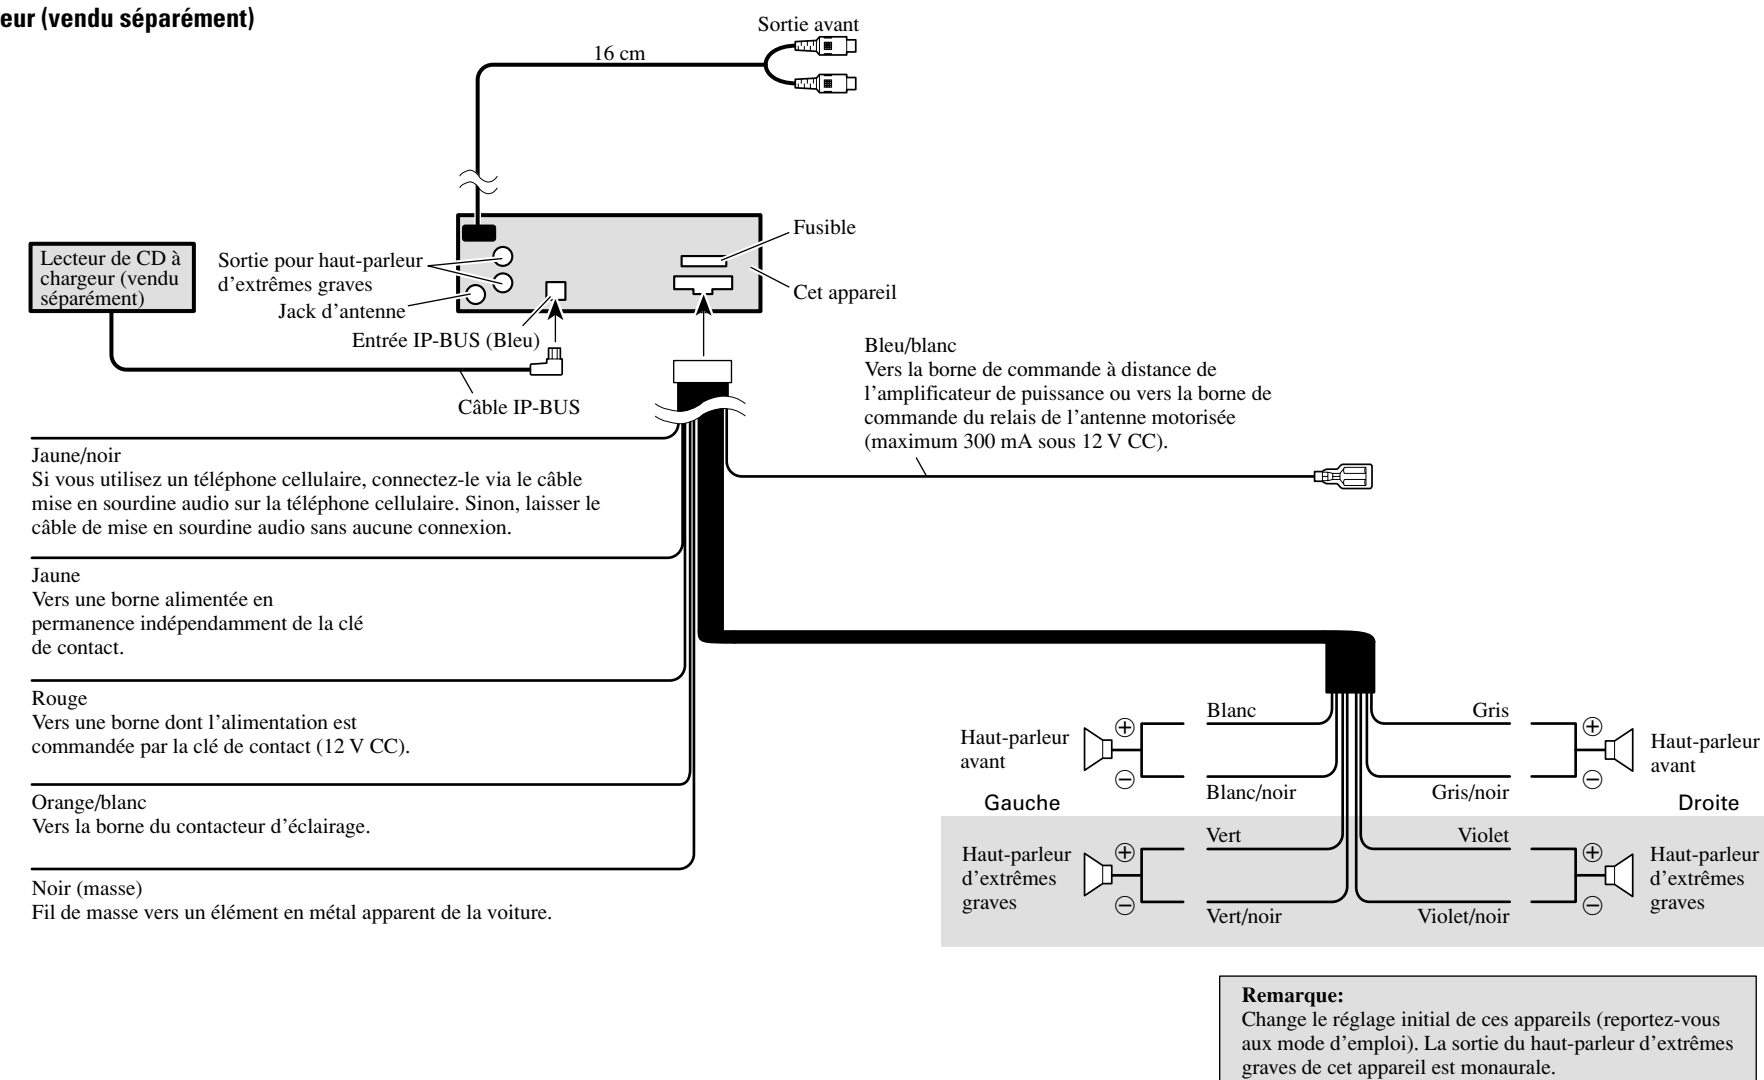 eur (vendu séparément)
Sortie avant
16 cm
Fusible
Lecteur de CD à
chargeur (vendu
séparément)
Sortie pour haut-parleur
d’extrêmes graves
Jack d’antenne
Cet appareil
Entrée IP-BUS (Bleu)
Câble IP-BUS
Bleu/blanc
Vers la borne de commande à distance de
l’amplificateur de puissance ou vers la borne de
commande du relais de l’antenne motorisée
(maximum 300 mA sous 12 V CC).
Jaune/noir
Si vous utilisez un téléphone cellulaire, connectez-le via le câble
mise en sourdine audio sur la téléphone cellulaire. Sinon, laisser le
câble de mise en sourdine audio sans aucune connexion.
Jaune
Vers une borne alimentée en
permanence indépendamment de la clé
de contact.
Rouge
Vers une borne dont l’alimentation est
commandée par la clé de contact (12 V CC).
Orange/blanc
Vers la borne du contacteur d’éclairage.
Noir (masse)
Fil de masse vers un élément en métal apparent de la voiture.
Haut-parleur
avant
⊕
⊖
Blanc
Blanc/noir
Gauche
Gris
Gris/noir
⊕
⊖
Haut-parleur
avant
Droite
Haut-parleur
d’extrêmes
graves
⊕
⊖
Vert
Vert/noir
Violet
Violet/noir
⊕
⊖
Haut-parleur
d’extrêmes
graves
Remarque:
Change le réglage initial de ces appareils (reportez-vous
aux mode d’emploi). La sortie du haut-parleur d’extrêmes
graves de cet appareil est monaurale.